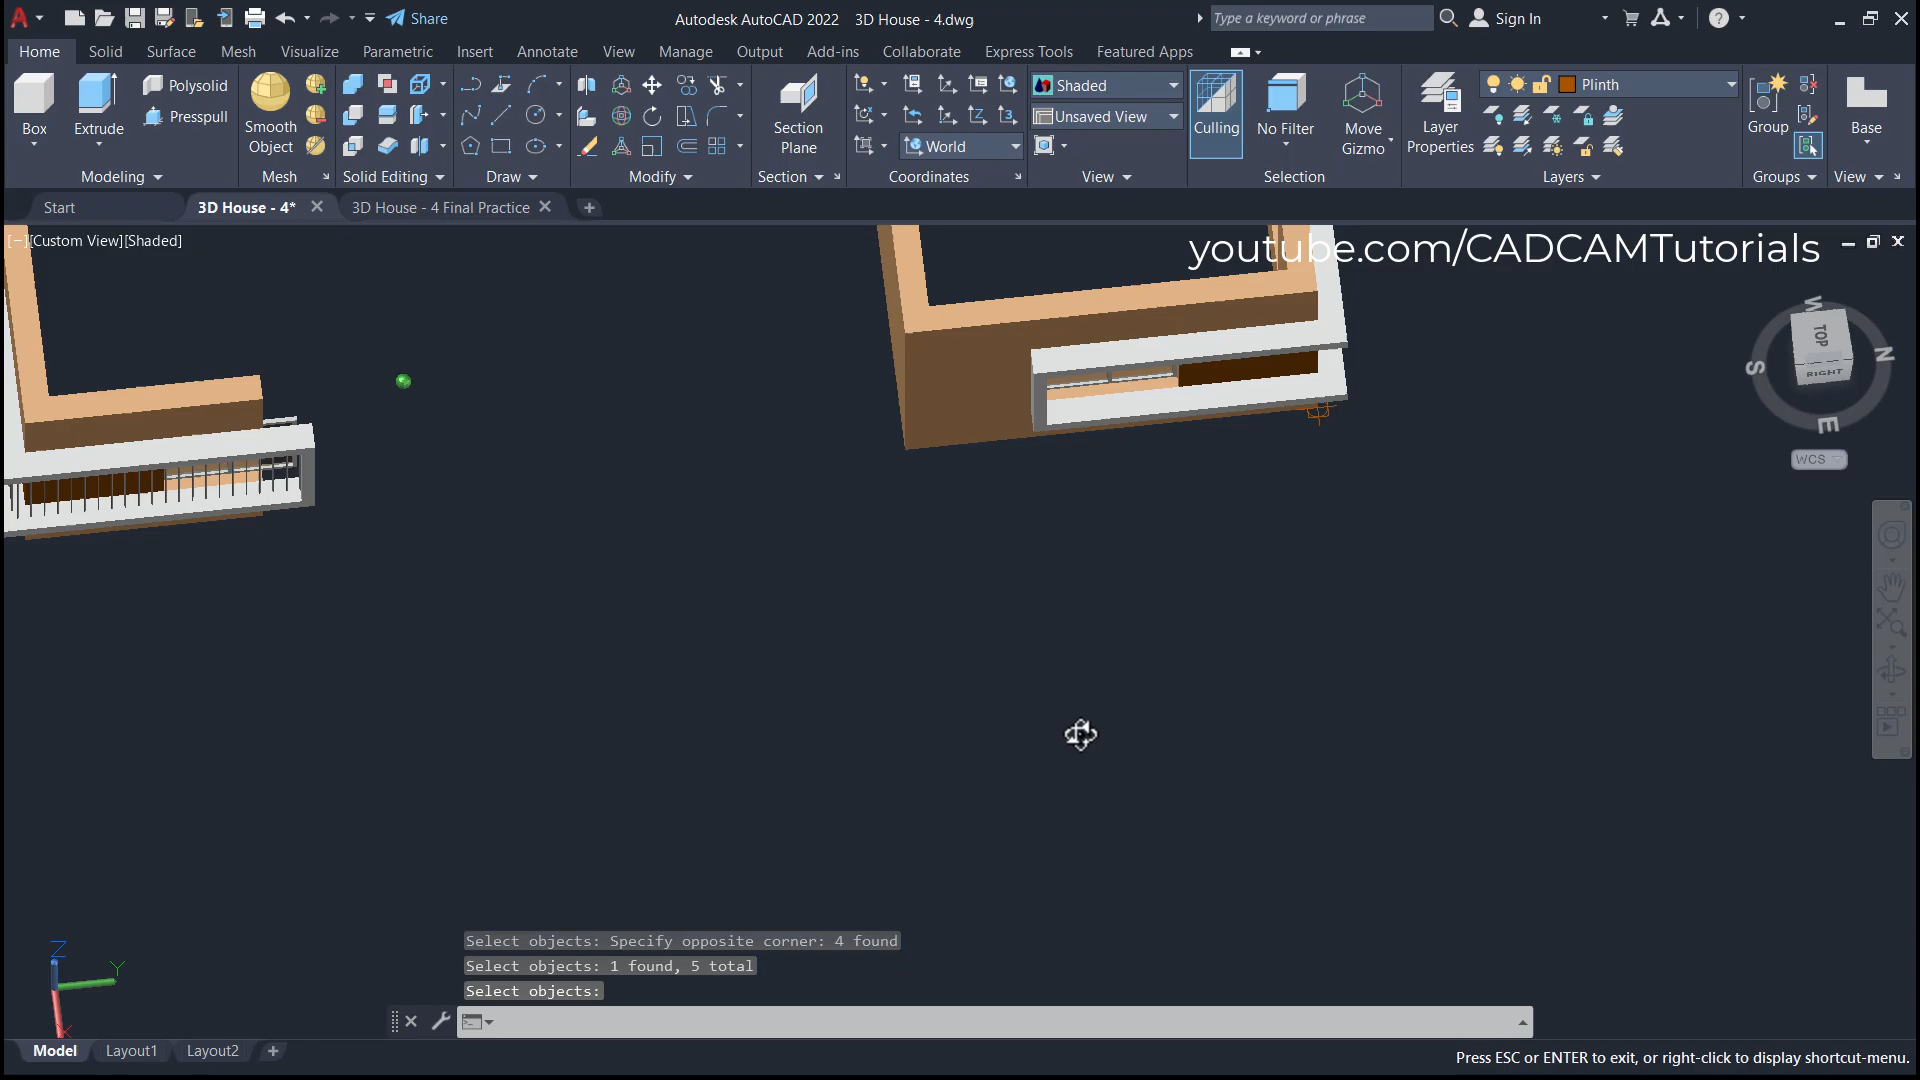 Share
Autodesk AutoCAD 2022 3D House - 4.dwg
Type a keyword or phrase
Sign In
Home Solid Surface Mesh Visualize Parametric Insert Annotate View Manage Output Add-ins Collaborate Express Tools Featured Apps
Box
Extrude
Polysolid
Presspull
Smooth
Object
Section
Plane
World
Shaded
Unsaved View
Culling
No Filter
Move
Gizmo
Layer
Properties
Plinth
Group
Base
Modeling Mesh Solid Editing Draw Modify Section Coordinates View Selection Layers Groups View
Start 3D House - 4* 3D House - 4 Final Practice
[−][Custom View][Shaded]
youtube.com/CADCAMTutorials
W
TOP
N
S
RIGHT
E
WCS
Select objects: Specify opposite corner: 4 found
Select objects: 1 found, 5 total
Select objects:
Z
Y
X
Model Layout1 Layout2
Press ESC or ENTER to exit, or right-click to display shortcut-menu.